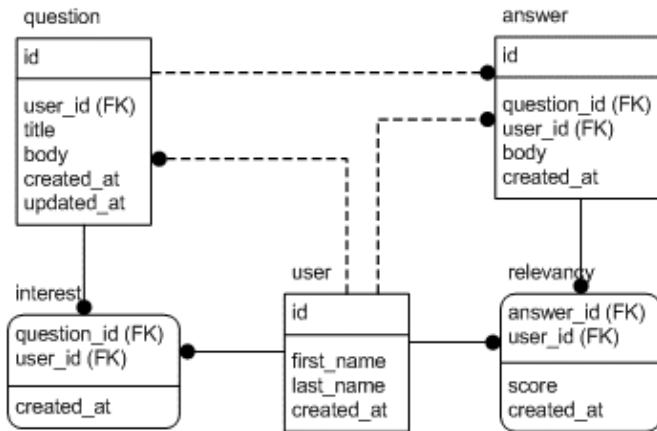 question
id
user_id (FK)
title
body
created_at
updated_at
answer
id
question_id (FK)
user_id (FK)
body
created_at
interest
question_id (FK)
user_id (FK)
created_at
user
id
first_name
last_name
created_at
relevancy
answer_id (FK)
user_id (FK)
score
created_at